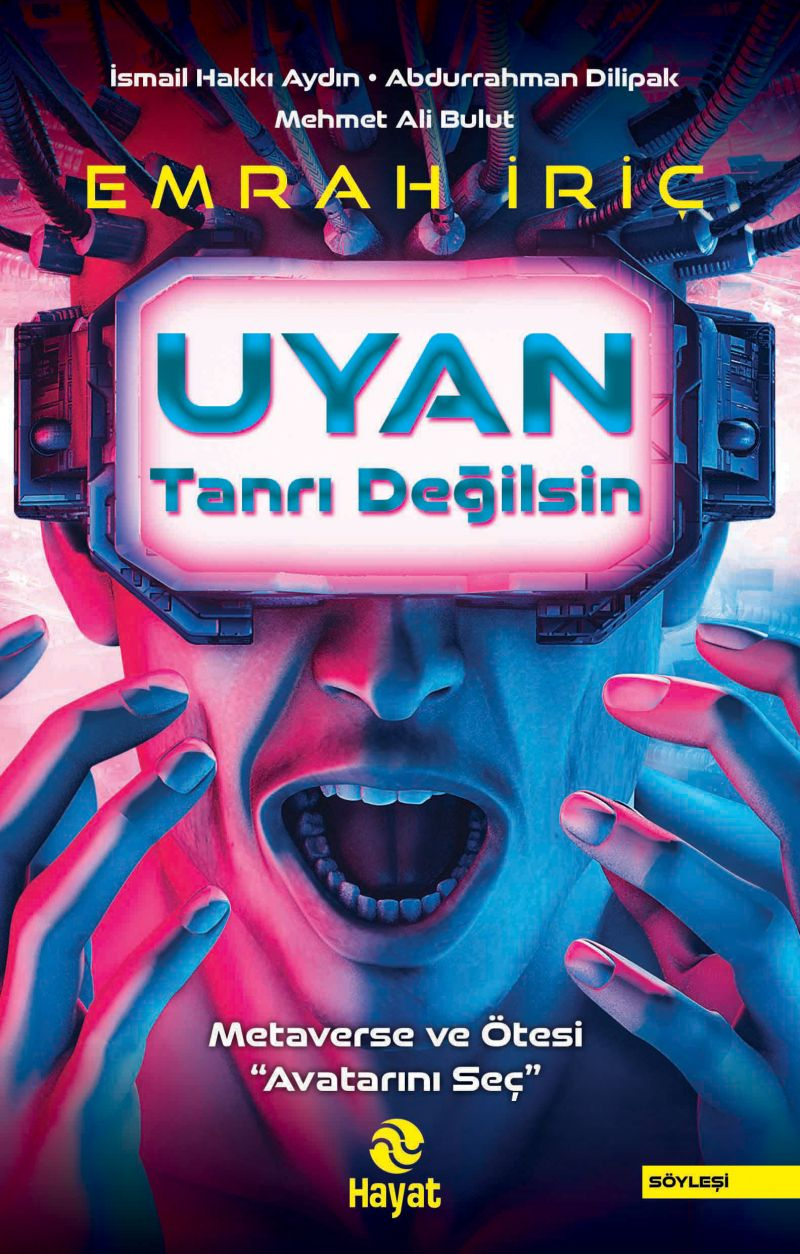 İsmail Hakkı Aydın • Abdurrahman Dilipak
Mehmet Ali Bulut
EMRAH İRİÇ
UYAN
Tanrı Değilsin
Metaverse ve Ötesi
“Avatarını Seç”
Hayat
SÖYLEŞİ